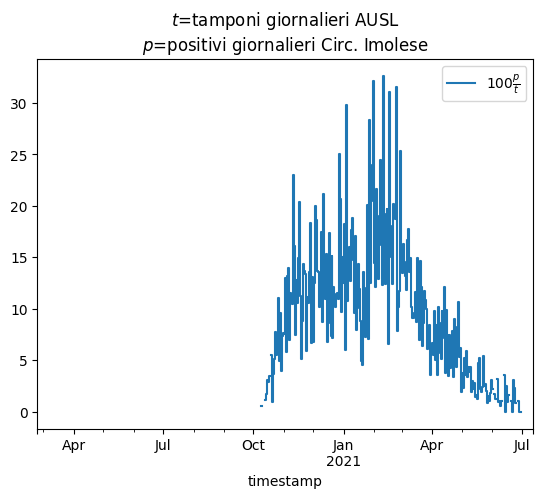 t=tamponi giornalieri AUSL
p=positivi giornalieri Circ. Imolese
100 p/t
30
25
20
15
10
5
0
Apr Jul Oct Jan Apr Jul
2021
timestamp